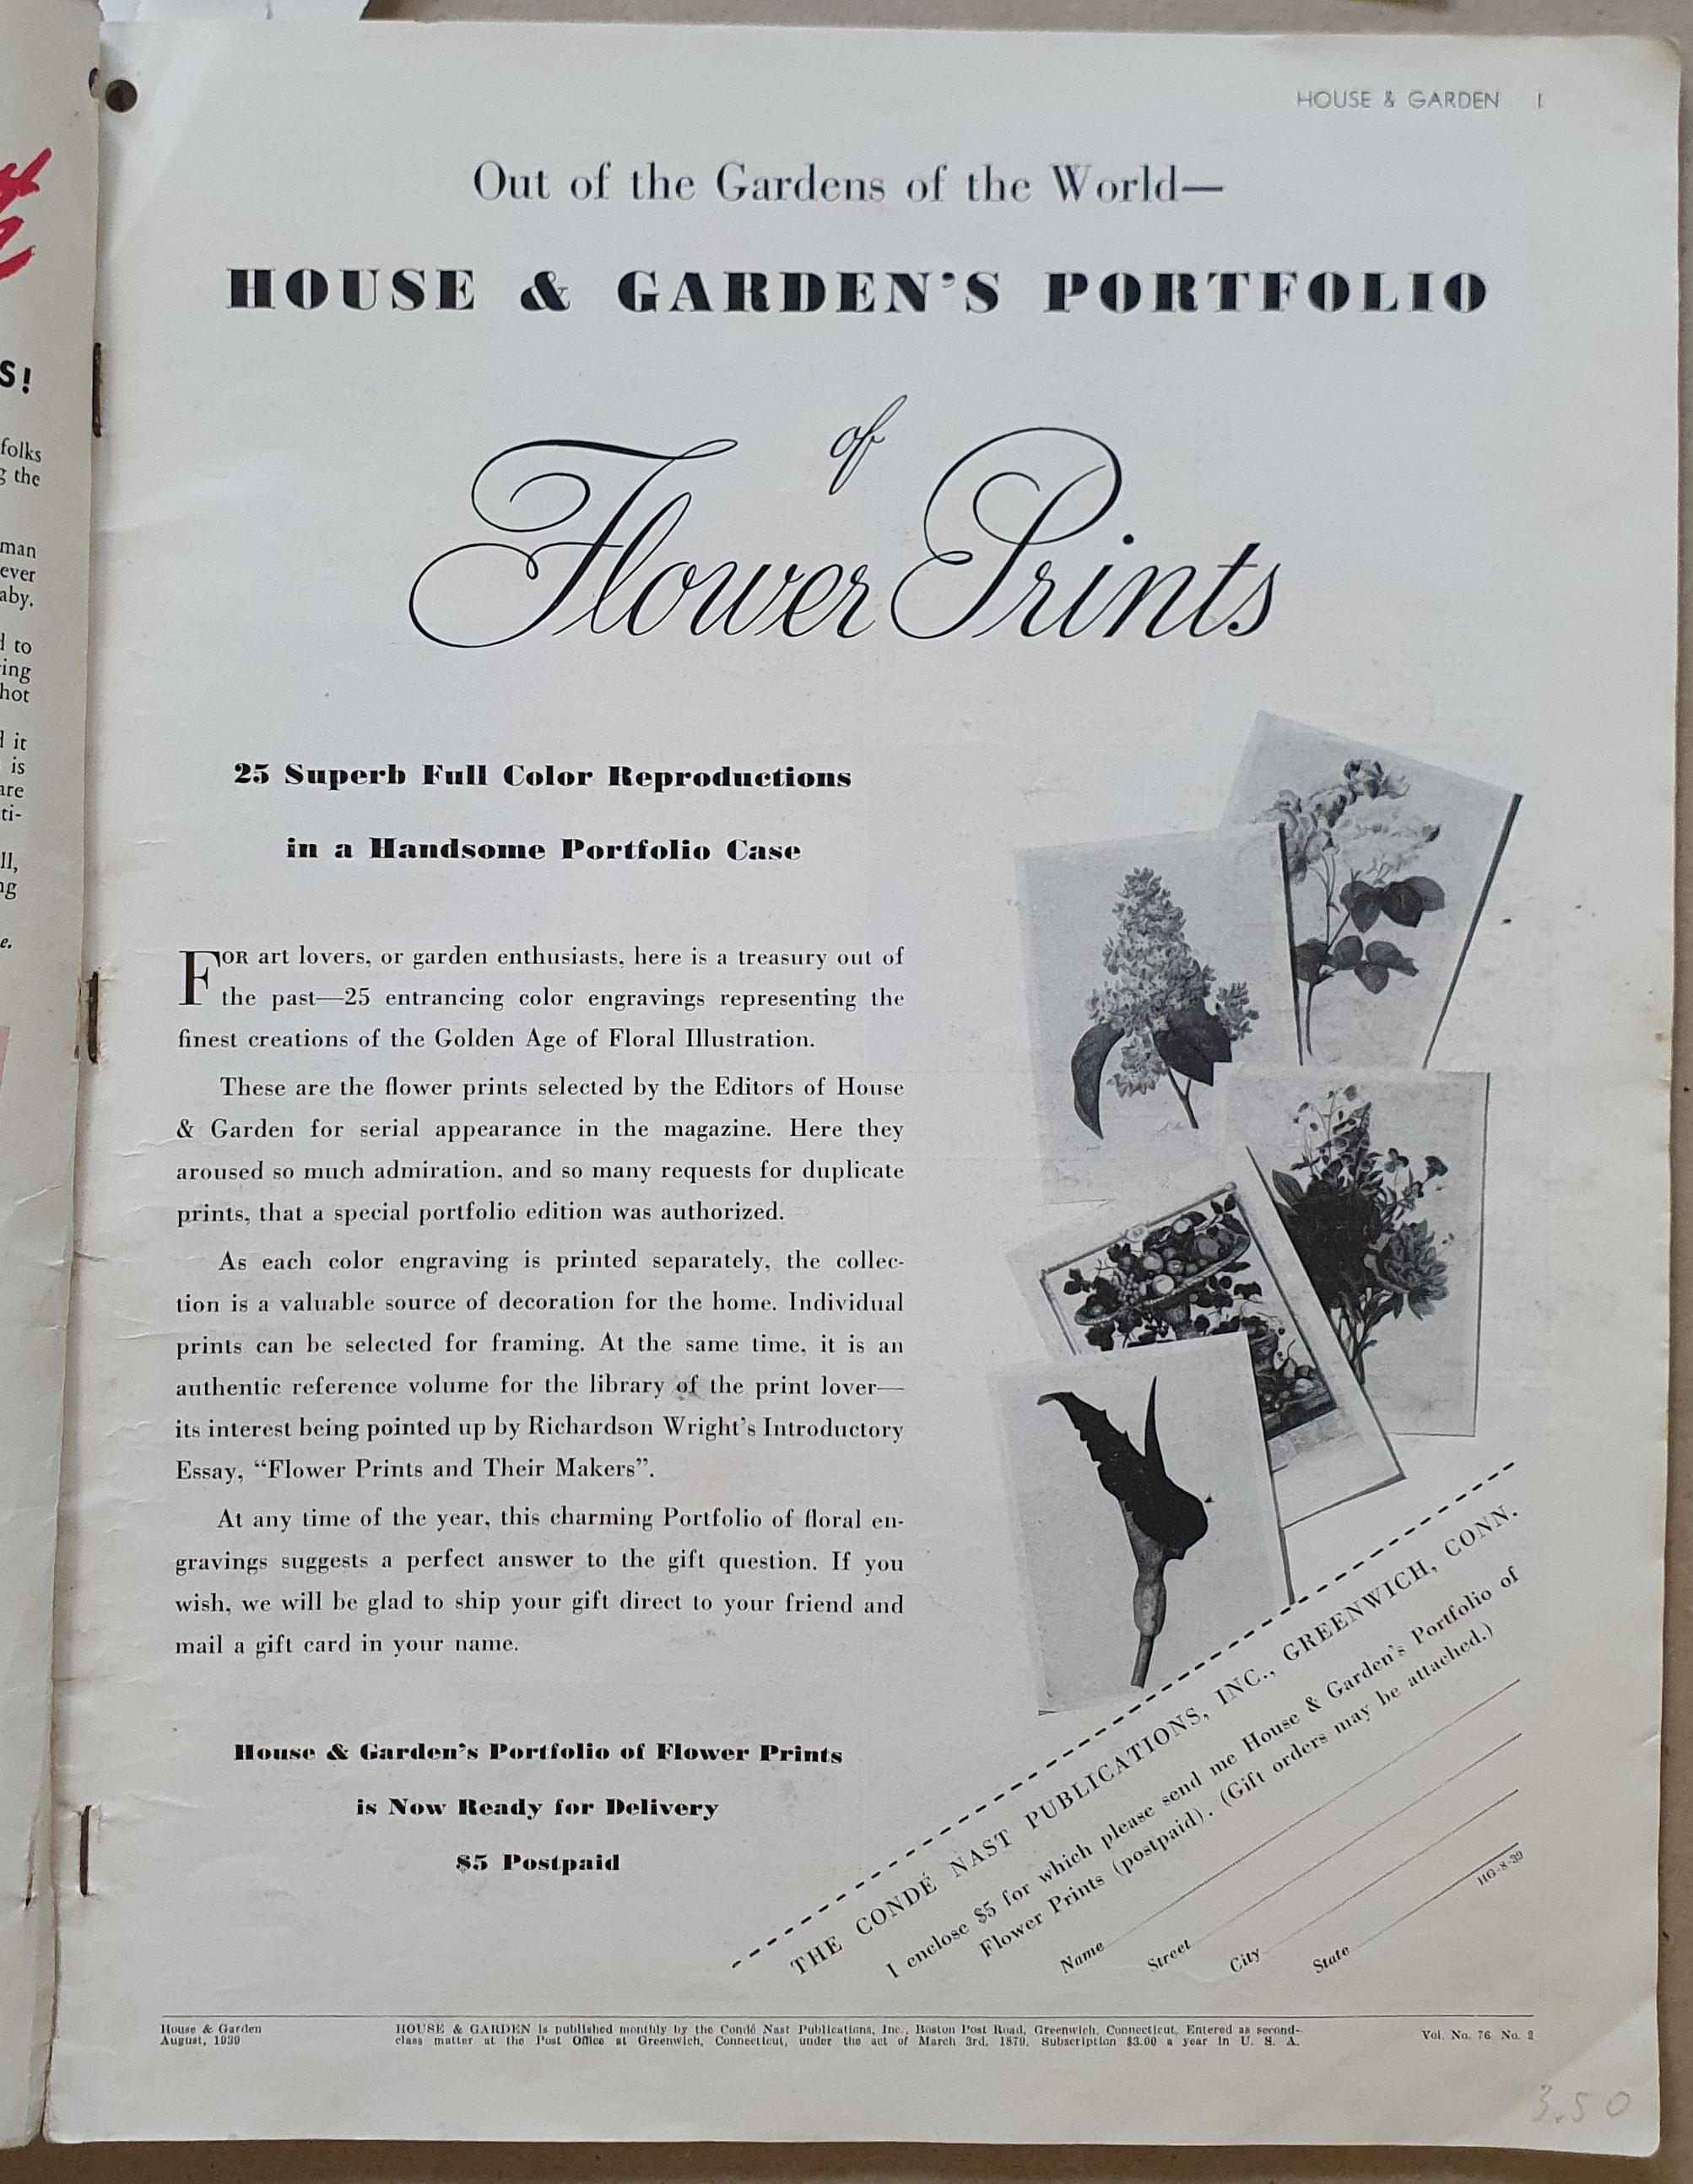 S!
folks
g the
man
ever
aby.
d to
ring
hot
d it
is
are
ti-
ll,
ng
e.
HOUSE & GARDEN 1
Out of the Gardens of the World—
HOUSE & GARDEN'S PORTFOLIO
of
Flower Prints
25 Superb Full Color Reproductions
in a Handsome Portfolio Case
FOR art lovers, or garden enthusiasts, here is a treasury out of
the past—25 entrancing color engravings representing the
finest creations of the Golden Age of Floral Illustration.
These are the flower prints selected by the Editors of House
& Garden for serial appearance in the magazine. Here they
aroused so much admiration, and so many requests for duplicate
prints, that a special portfolio edition was authorized.
As each color engraving is printed separately, the collec-
tion is a valuable source of decoration for the home. Individual
prints can be selected for framing. At the same time, it is an
authentic reference volume for the library of the print lover—
its interest being pointed up by Richardson Wright's Introductory
Essay, "Flower Prints and Their Makers".
At any time of the year, this charming Portfolio of floral en-
gravings suggests a perfect answer to the gift question. If you
wish, we will be glad to ship your gift direct to your friend and
mail a gift card in your name.
House & Garden's Portfolio of Flower Prints
is Now Ready for Delivery
$5 Postpaid
THE CONDÉ NAST PUBLICATIONS, INC., GREENWICH, CONN.
I enclose $5 for which please send me House & Garden's Portfolio of
Flower Prints (postpaid). (Gift orders may be attached.)
Name
Street
City
State
HG-8-39
House & Garden
August, 1939
HOUSE & GARDEN is published monthly by the Condé Nast Publications, Inc., Boston Post Road, Greenwich, Connecticut. Entered as second-
class matter at the Post Office at Greenwich, Connecticut, under the act of March 3rd, 1879. Subscription $3.00 a year in U. S. A.
Vol. No. 76, No. 2
3.50